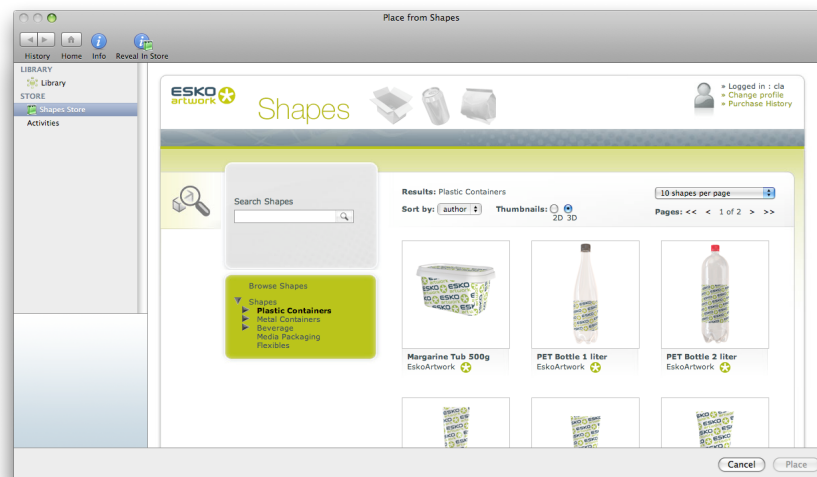 Place from Shapes
History Home Info Reveal In Store
LIBRARY
Library
STORE
Shapes Store
Activities
ESKO
artwork
Shapes
» Logged in : cla
» Change profile
» Purchase History
Search Shapes
Browse Shapes
Shapes
Plastic Containers
Metal Containers
Beverage
Media Packaging
Flexibles
Results: Plastic Containers
10 shapes per page
Sort by: author Thumbnails: 2D 3D
Pages: << < 1 of 2 > >>
Margarine Tub 500g
EskoArtwork
PET Bottle 1 liter
EskoArtwork
PET Bottle 2 liter
EskoArtwork
Cancel Place